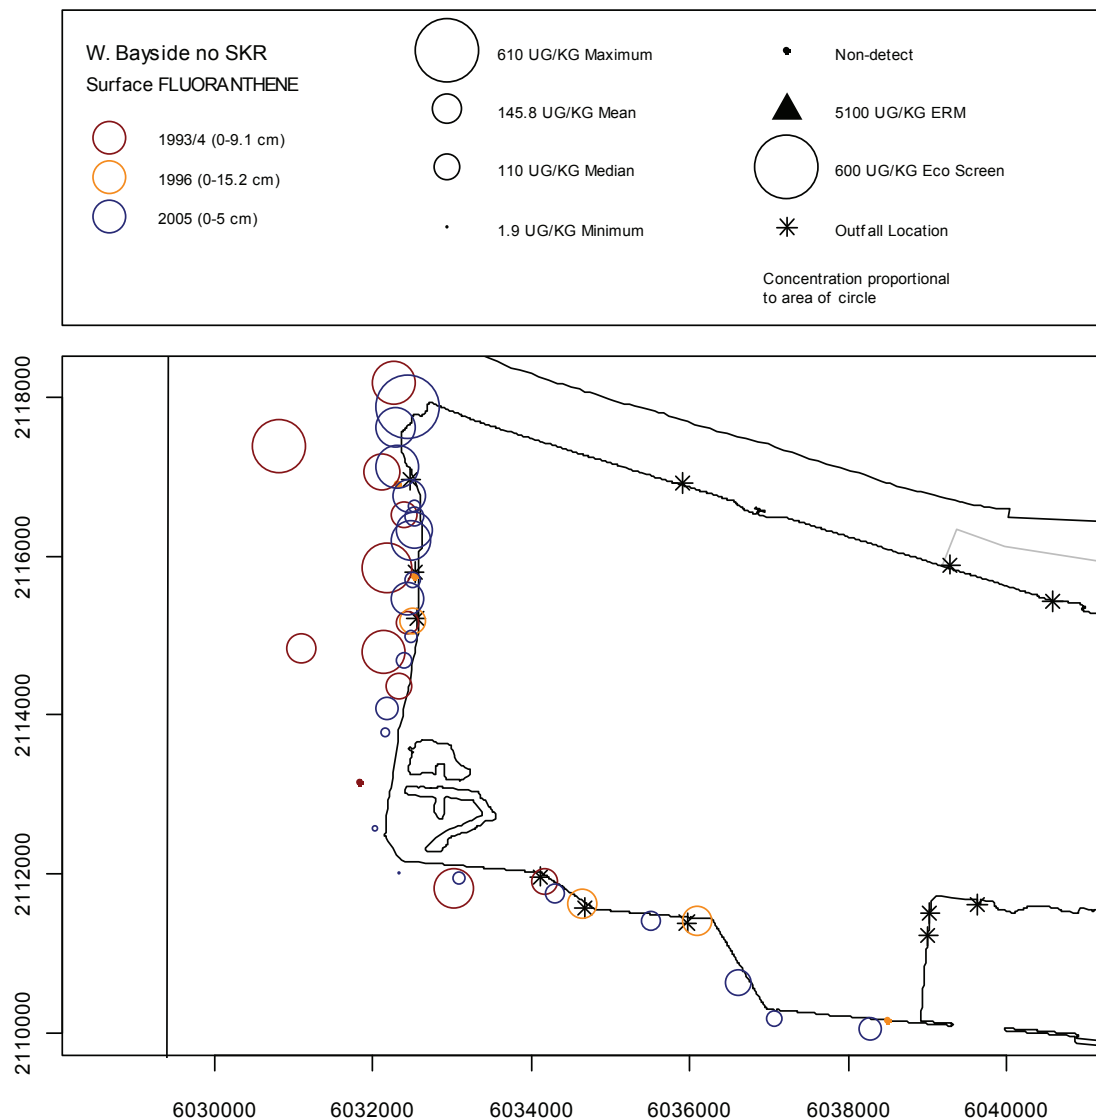 W. Bayside no SKR
Surface FLUORANTHENE
1993/4 (0-9.1 cm)
1996 (0-15.2 cm)
2005 (0-5 cm)
610 UG/KG Maximum
145.8 UG/KG Mean
110 UG/KG Median
1.9 UG/KG Minimum
Non-detect
5100 UG/KG ERM
600 UG/KG Eco Screen
Outfall Location
Concentration proportional
to area of circle
2118000
2116000
2114000
2112000
2110000
6030000 6032000 6034000 6036000 6038000 6040000